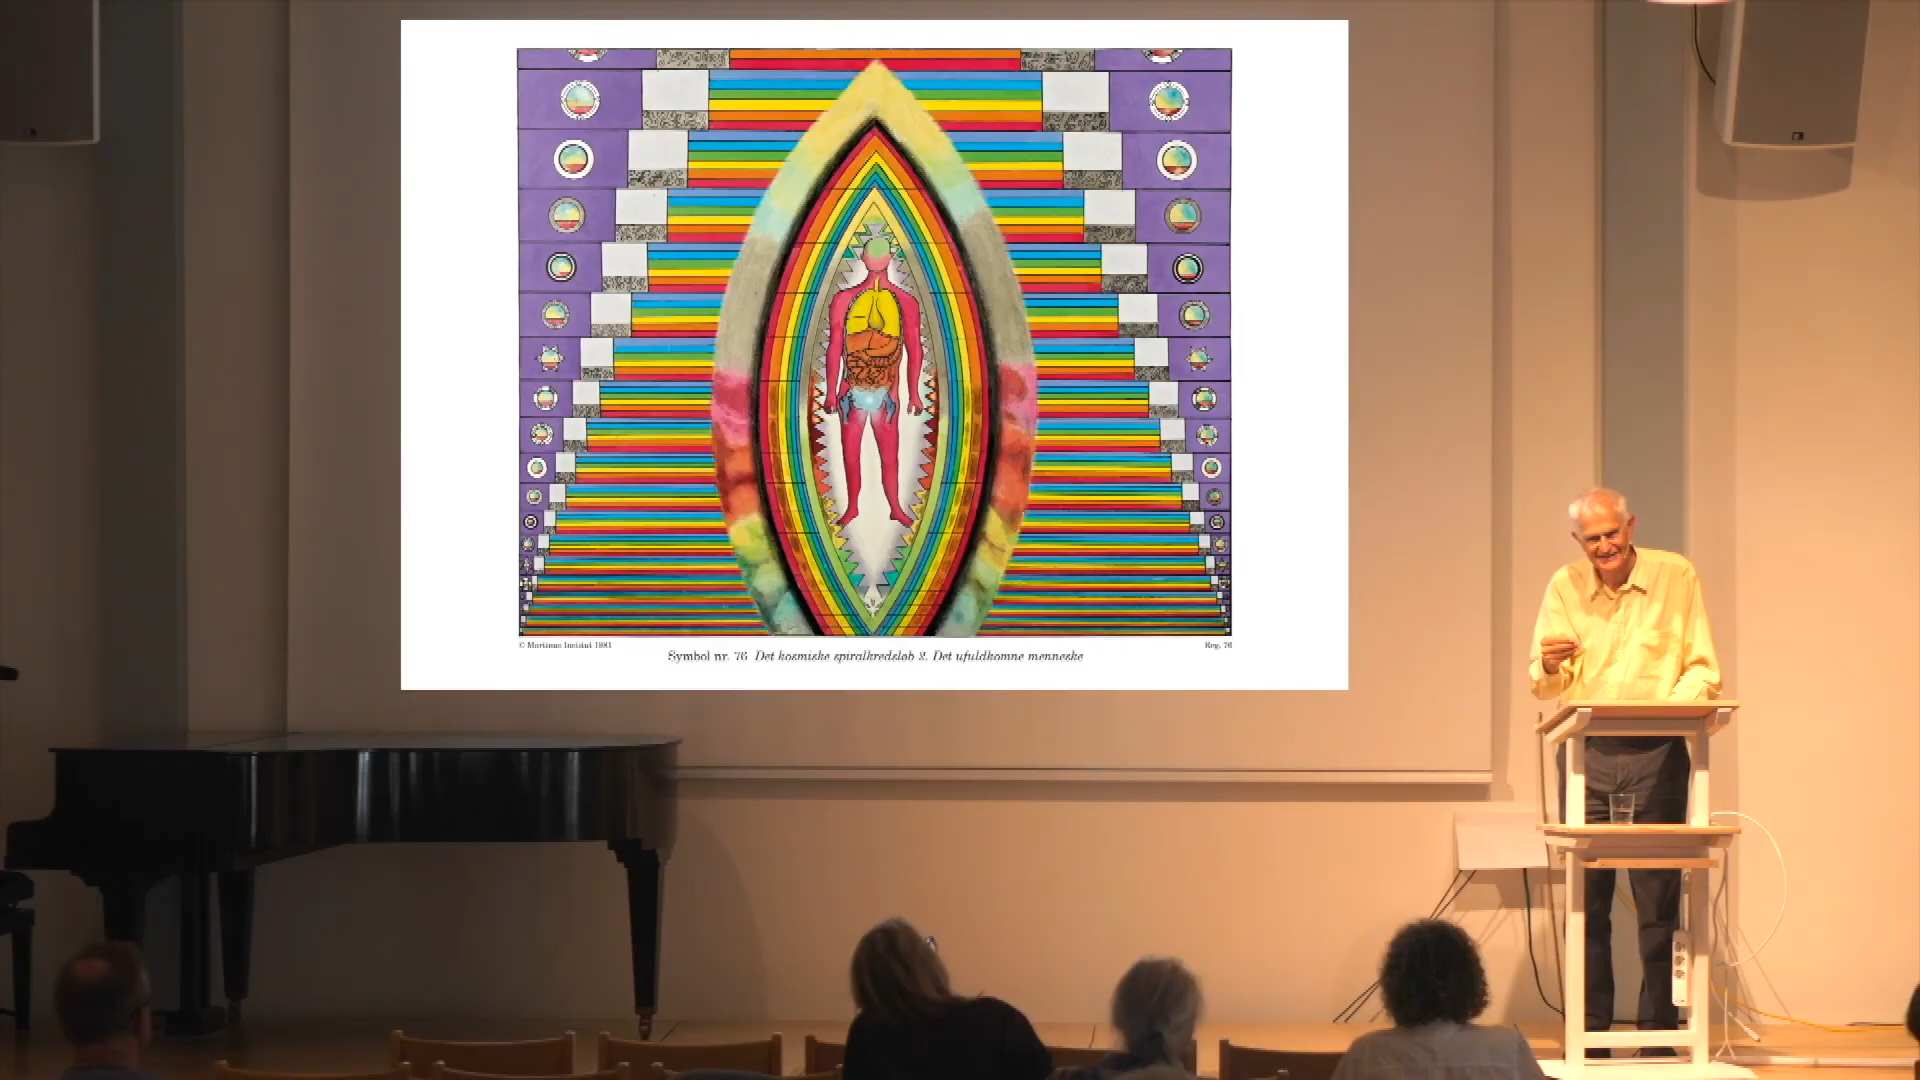 © Martinus Institut 1981
Reg. 76
Symbol nr. 76 Det kosmiske spiralkredsløb 2. Det ufuldkomne menneske